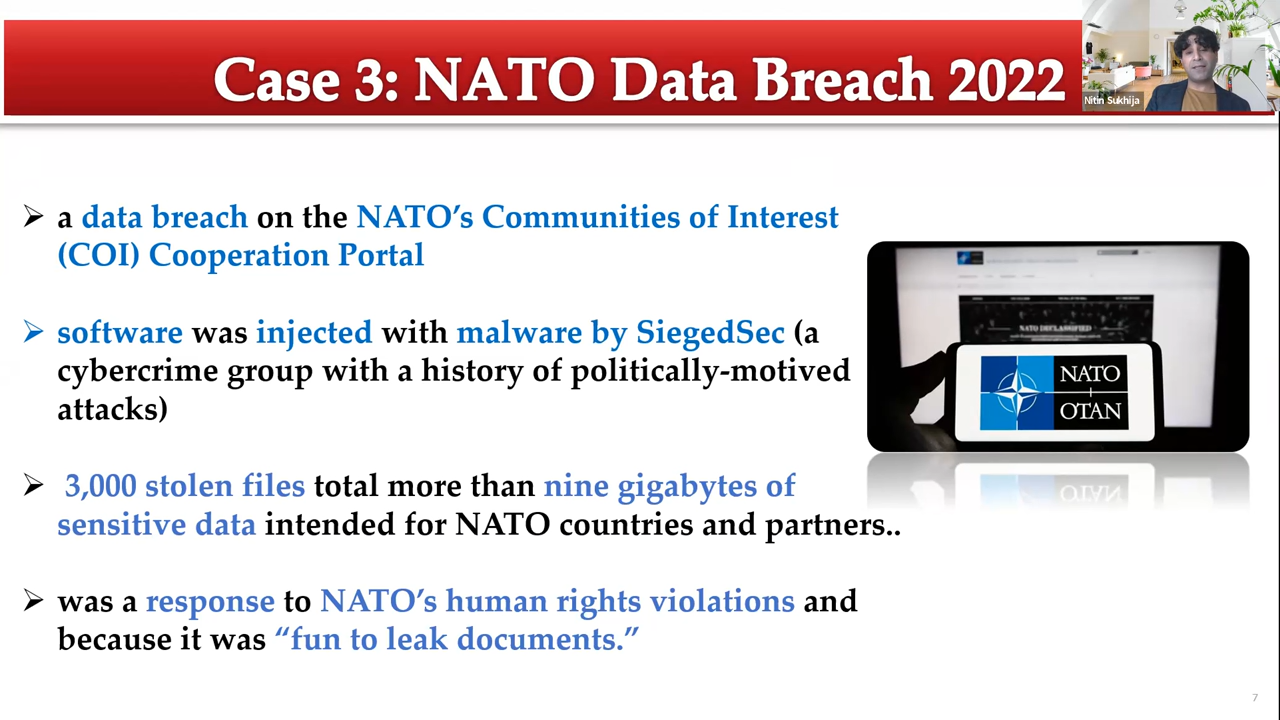 Case 3: NATO Data Breach 2022
Nitin Sukhija
➢ a data breach on the NATO’s Communities of Interest
(COI) Cooperation Portal
➢ software was injected with malware by SiegedSec (a
cybercrime group with a history of politically-motived
attacks)
➢ 3,000 stolen files total more than nine gigabytes of
sensitive data intended for NATO countries and partners..
➢ was a response to NATO’s human rights violations and
because it was “fun to leak documents.”
NATO DECLASSIFIED
NATO
OTAN
7